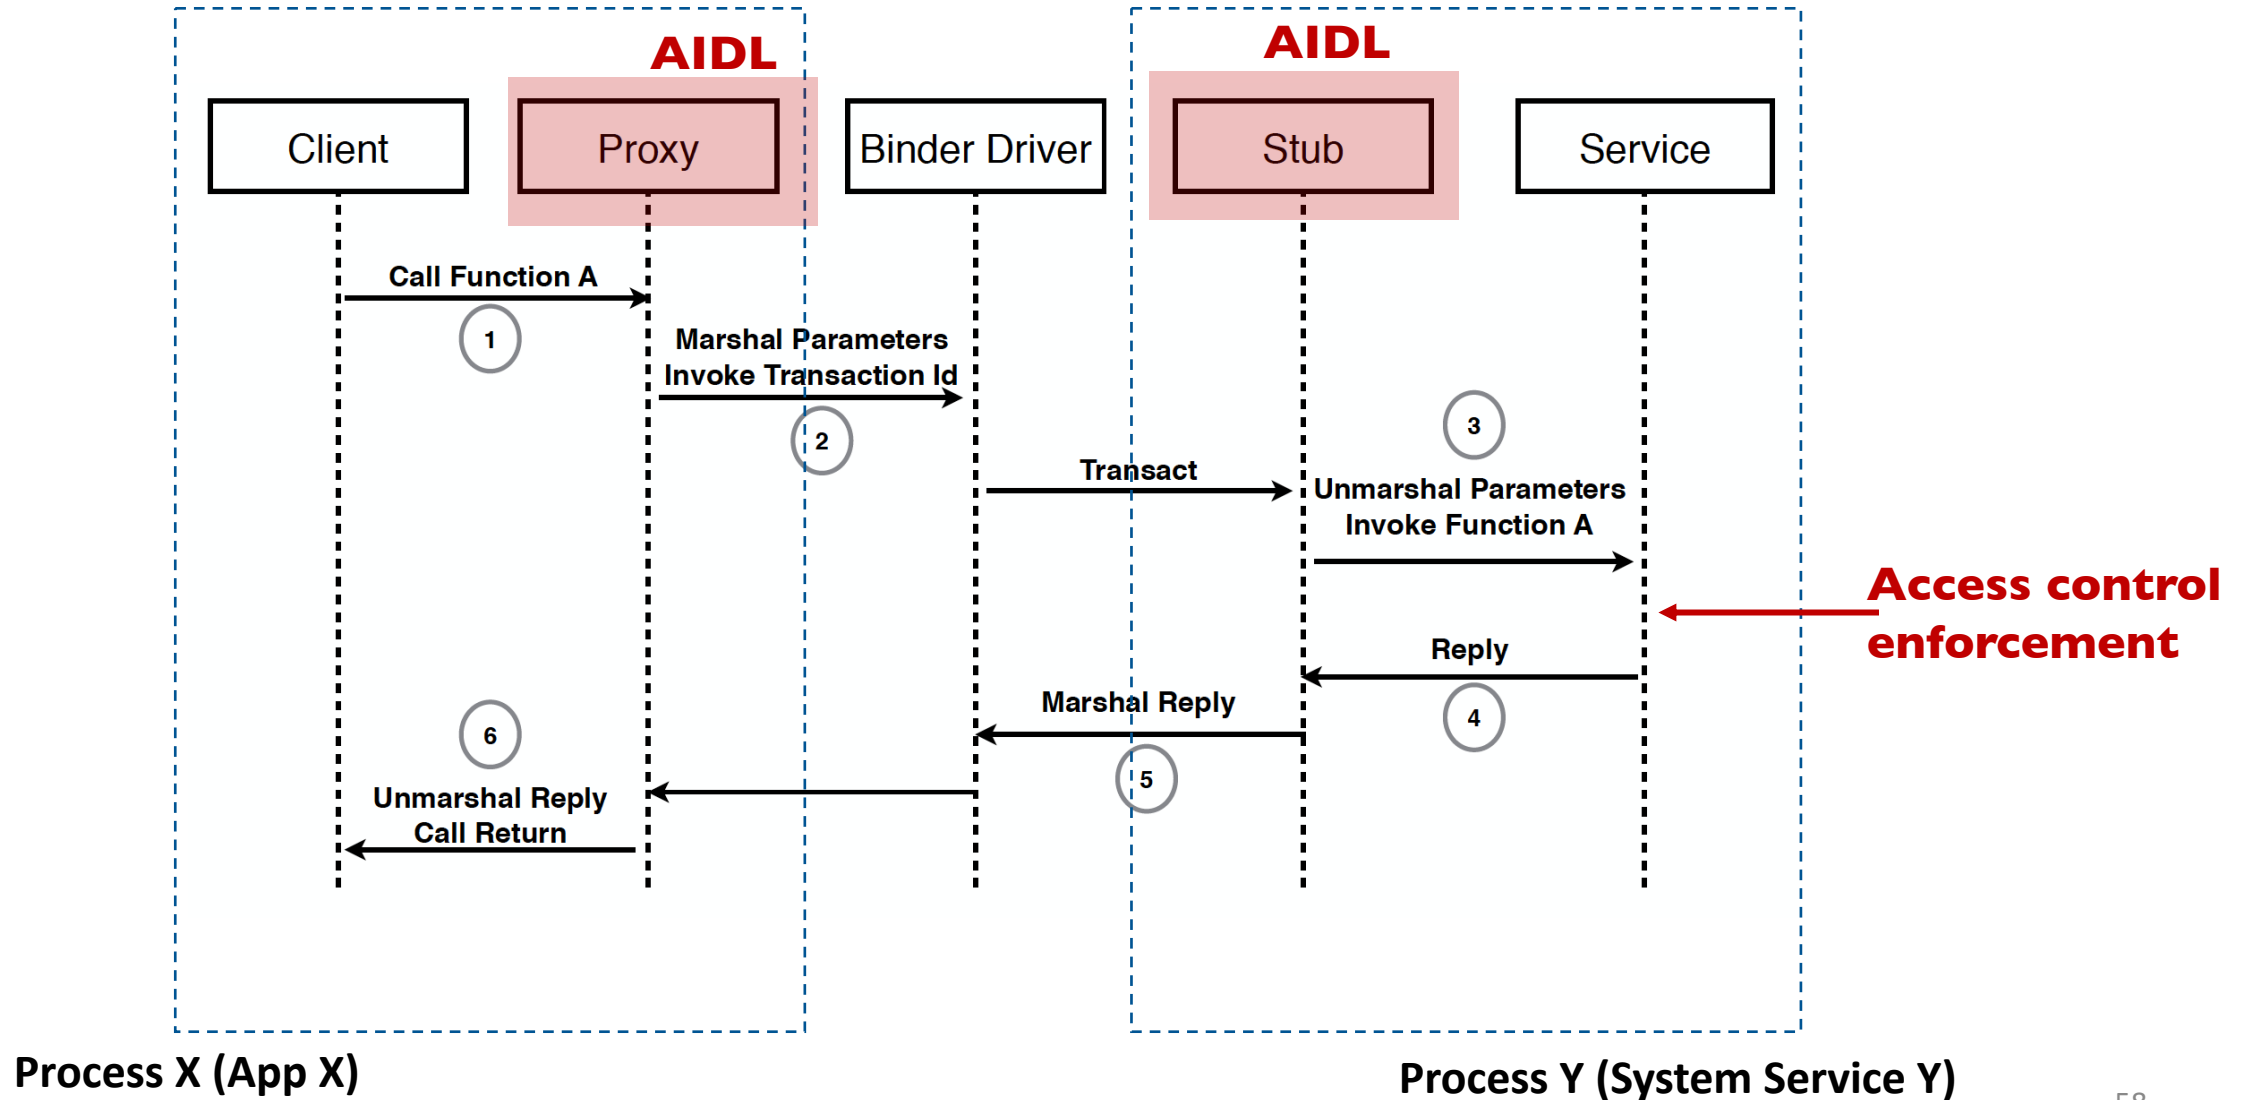 AIDL
AIDL
Client
Proxy
Binder Driver
Stub
Service
Call Function A
1
Marshal Parameters
Invoke Transaction Id
2
Transact
3
Unmarshal Parameters
Invoke Function A
Access control
enforcement
Reply
4
Marshal Reply
5
6
Unmarshal Reply
Call Return
Process X (App X)
Process Y (System Service Y)
58